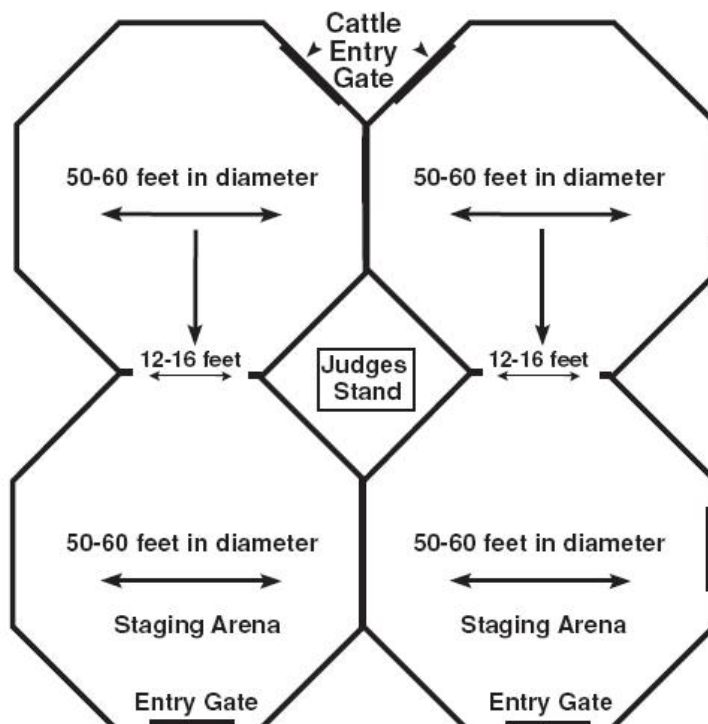 Cattle
Entry
Gate
50-60 feet in diameter
50-60 feet in diameter
12-16 feet
Judges
Stand
12-16 feet
50-60 feet in diameter
50-60 feet in diameter
Staging Arena
Staging Arena
Entry Gate
Entry Gate